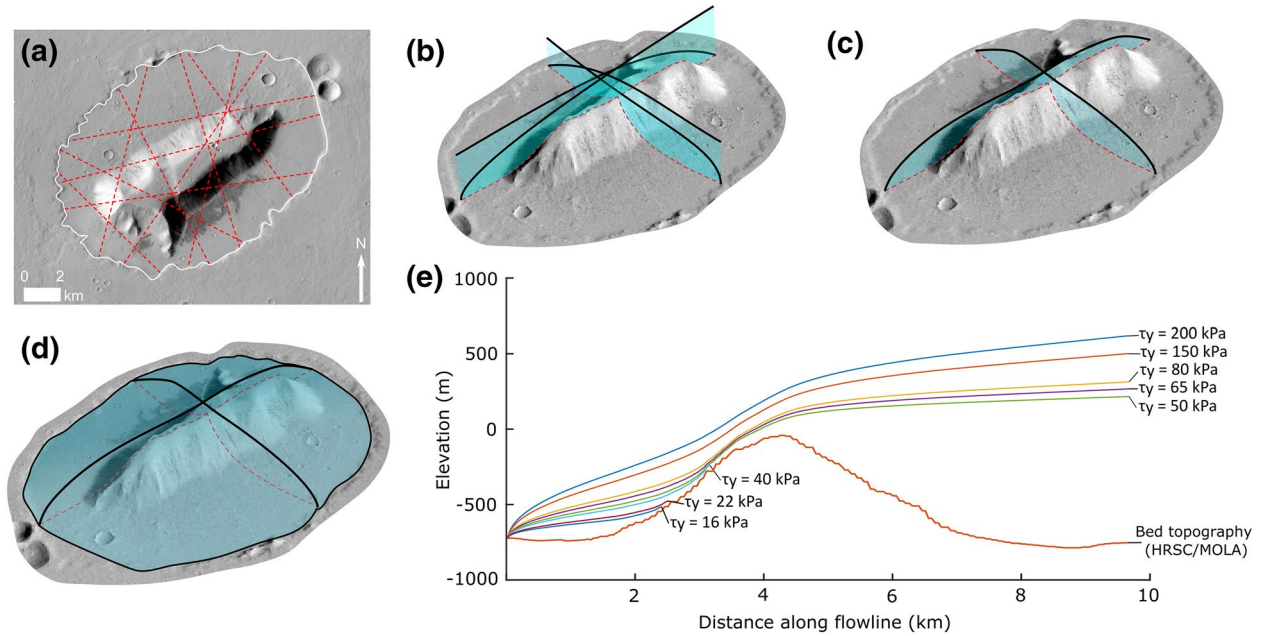 (a)
N
0 2
km
(b)
(c)
(d)
(e)
1000
500
0
-500
-1000
Elevation (m)
τy = 200 kPa
τy = 150 kPa
τy = 80 kPa
τy = 65 kPa
τy = 50 kPa
τy = 40 kPa
τy = 22 kPa
τy = 16 kPa
Bed topography
(HRSC/MOLA)
2 4 6 8 10
Distance along flowline (km)